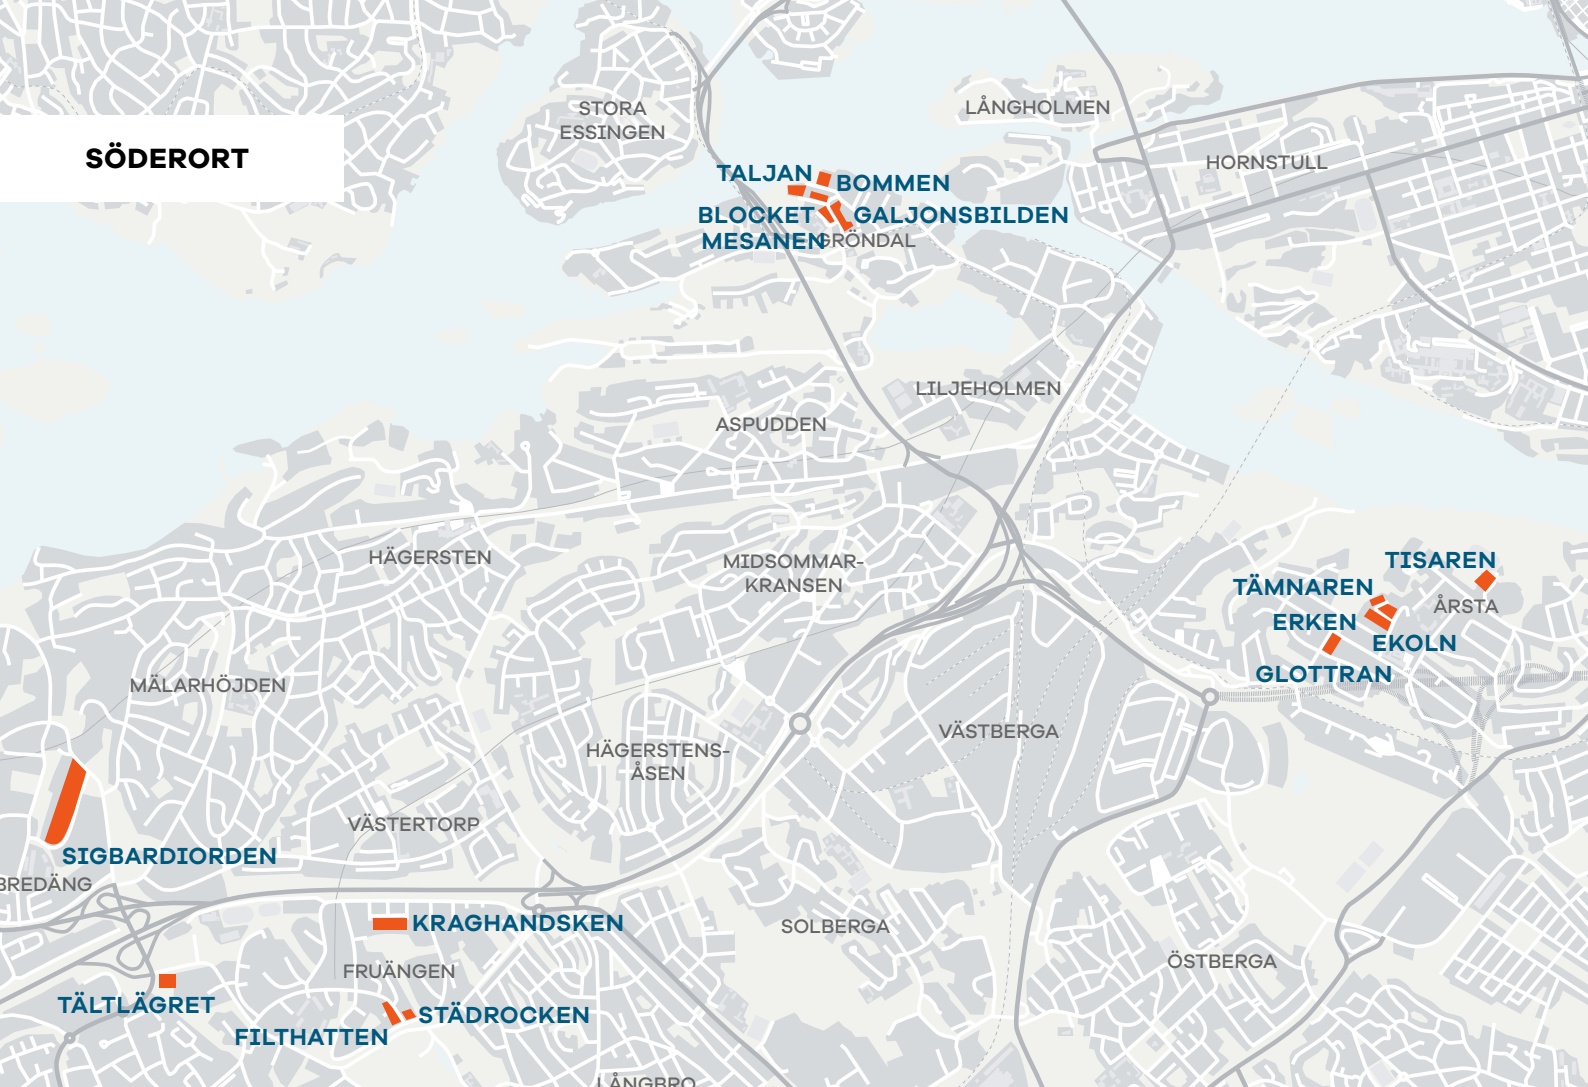 STORA
ESSINGEN
LÅNGHOLMEN
SÖDERORT
HORNSTULL
TALJAN
BOMMEN
BLOCKET
GALJONSBILDEN
MESANEN
GRÖNDAL
LILJEHOLMEN
ASPUDDEN
HÄGERSTEN
MIDSOMMAR-
KRANSEN
TISAREN
TÄMNAREN
ÅRSTA
ERKEN
EKOLN
GLOTTRAN
MÄLARHÖJDEN
VÄSTBERGA
HÄGERSTENS-
ÅSEN
VÄSTERTORP
SIGBARDIORDEN
BREDÄNG
KRAGHANDSKEN
SOLBERGA
ÖSTBERGA
FRUÄNGEN
TÄLTLÄGRET
STÄDROCKEN
FILTHATTEN
LÅNGBRO